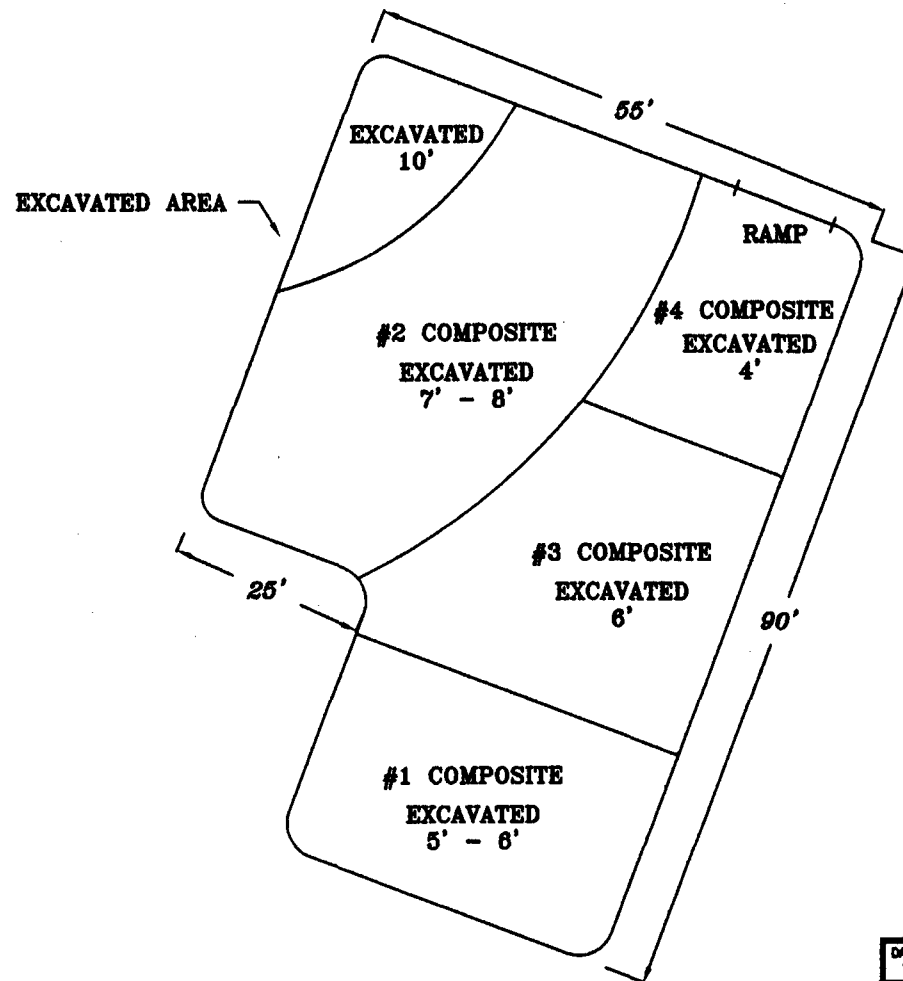 55'
EXCAVATED
10'
EXCAVATED AREA
RAMP
#4 COMPOSITE
EXCAVATED
4'
#2 COMPOSITE
EXCAVATED
7' - 8'
#3 COMPOSITE
EXCAVATED
6'
25'
90'
#1 COMPOSITE
EXCAVATED
5' - 6'